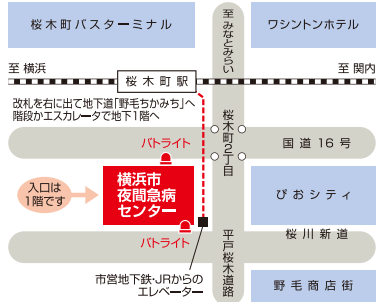 桜木町バスターミナル
至みなとみらい
ワシントンホテル
至 横浜
桜木町駅
至 関内
改札を右に出て地下道「野毛ちかみち」へ
階段かエスカレータで地下1階へ
桜木町2丁目
パトライト
国道16号
入口は
1階です
横浜市
夜間急病
センター
ぴおシティ
パトライト
平戸桜木道路
桜川新道
市営地下鉄・JRからの
エレベーター
野毛商店街